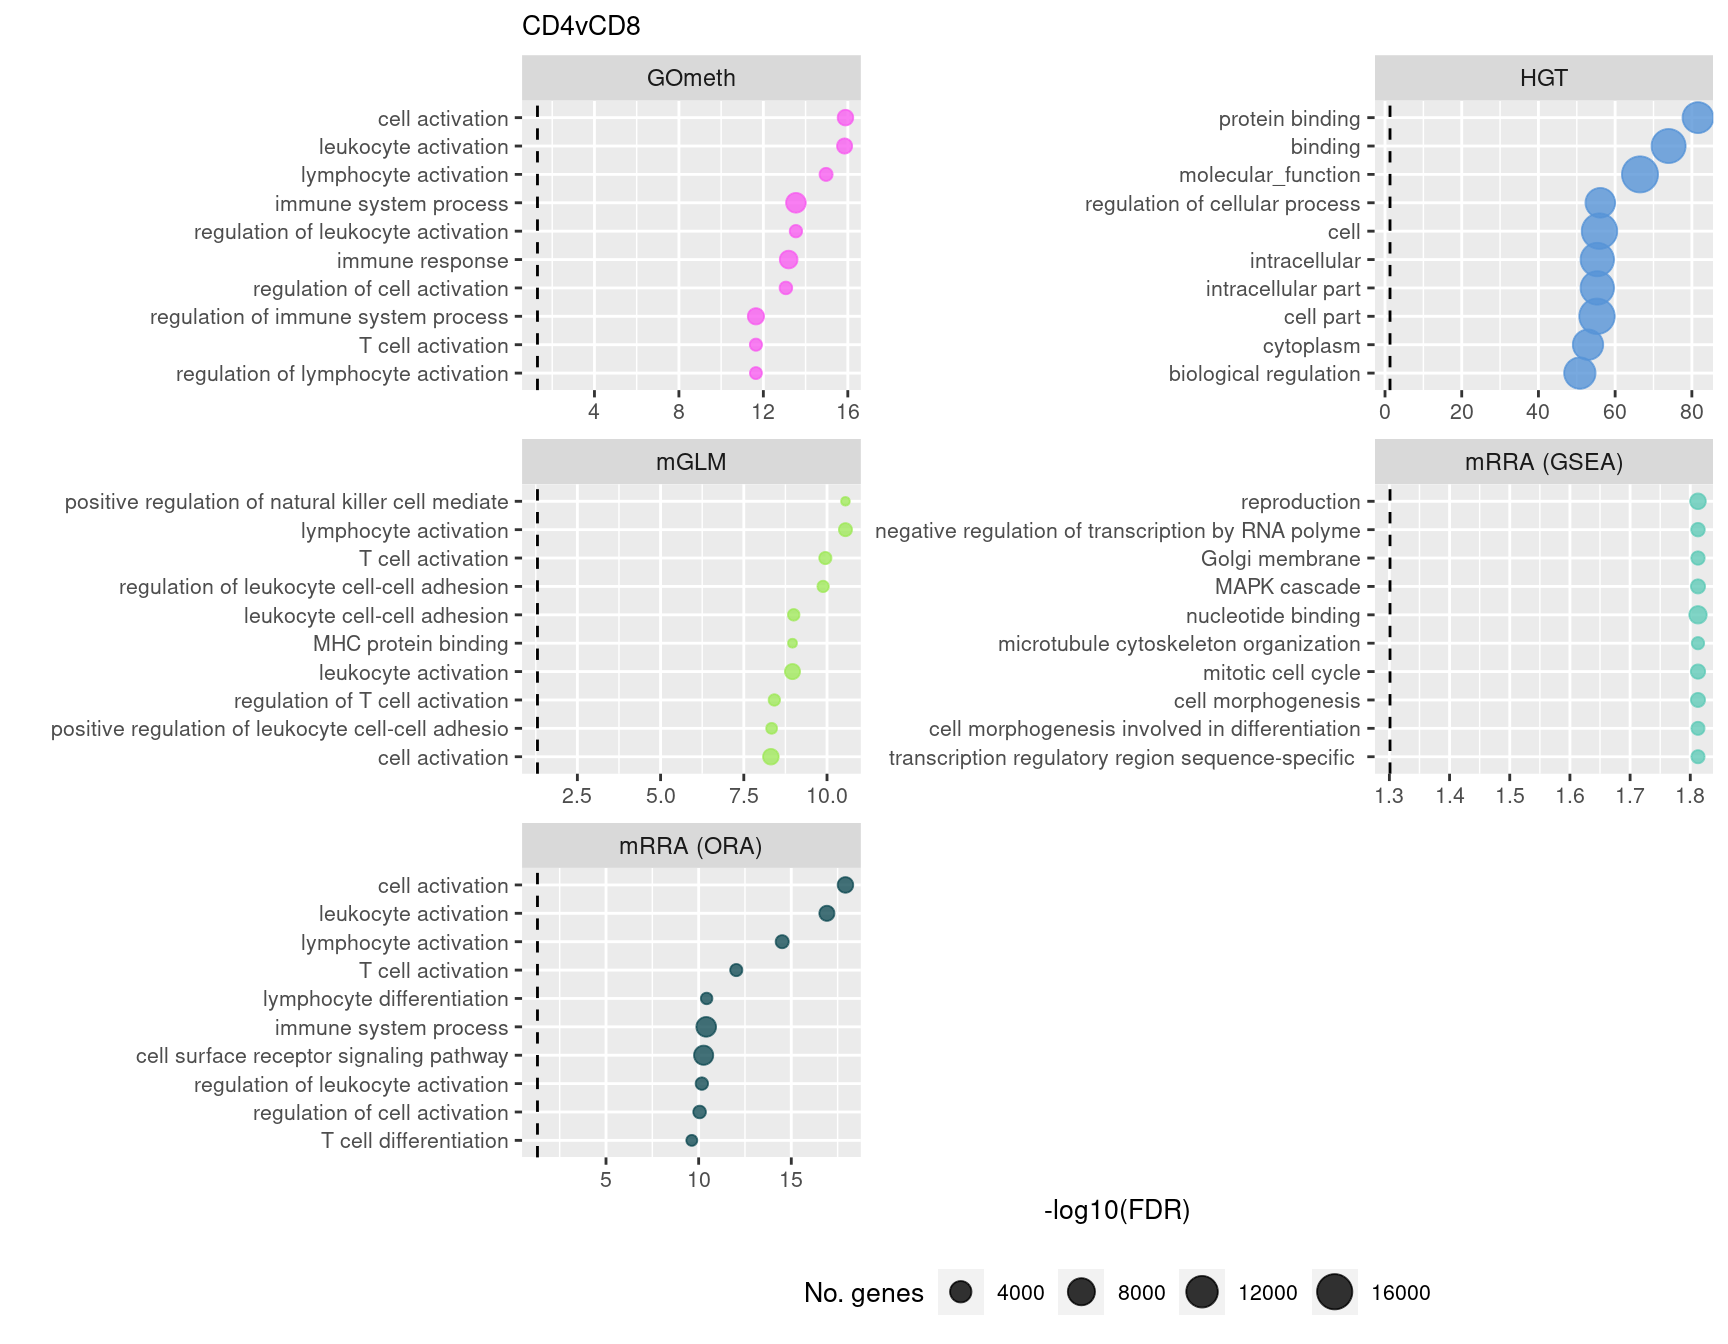 CD4vCD8
GOmeth
cell activation
leukocyte activation
lymphocyte activation
immune system process
regulation of leukocyte activation
immune response
regulation of cell activation
regulation of immune system process
T cell activation
regulation of lymphocyte activation
4 8 12 16
HGT
protein binding
binding
molecular_function
regulation of cellular process
cell
intracellular
intracellular part
cell part
cytoplasm
biological regulation
0 20 40 60 80
mGLM
positive regulation of natural killer cell mediate
lymphocyte activation
T cell activation
regulation of leukocyte cell-cell adhesion
leukocyte cell-cell adhesion
MHC protein binding
leukocyte activation
regulation of T cell activation
positive regulation of leukocyte cell-cell adhesio
cell activation
2.5 5.0 7.5 10.0
mRRA (GSEA)
reproduction
negative regulation of transcription by RNA polyme
Golgi membrane
MAPK cascade
nucleotide binding
microtubule cytoskeleton organization
mitotic cell cycle
cell morphogenesis
cell morphogenesis involved in differentiation
transcription regulatory region sequence-specific
1.3 1.4 1.5 1.6 1.7 1.8
mRRA (ORA)
cell activation
leukocyte activation
lymphocyte activation
T cell activation
lymphocyte differentiation
immune system process
cell surface receptor signaling pathway
regulation of leukocyte activation
regulation of cell activation
T cell differentiation
5 10 15
-log10(FDR)
No. genes 4000 8000 12000 16000